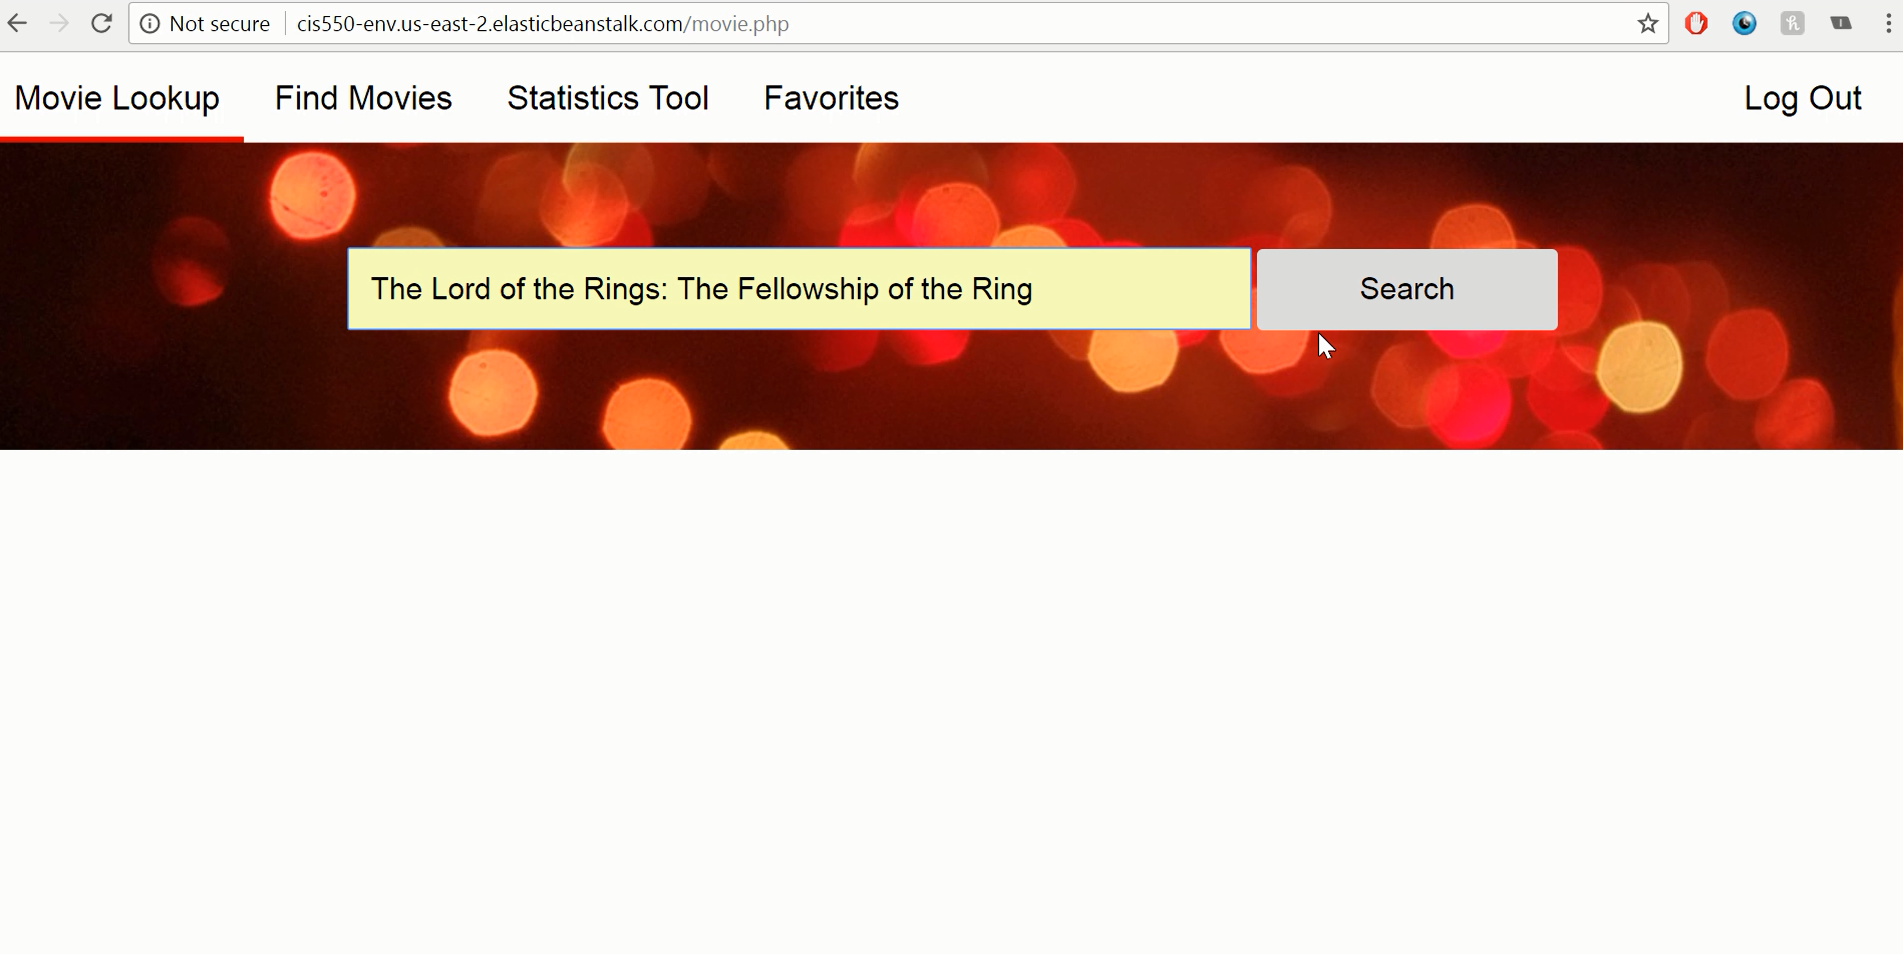 Not secure cis550-env.us-east-2.elasticbeanstalk.com/movie.php
Movie Lookup Find Movies Statistics Tool Favorites Log Out
The Lord of the Rings: The Fellowship of the Ring Search